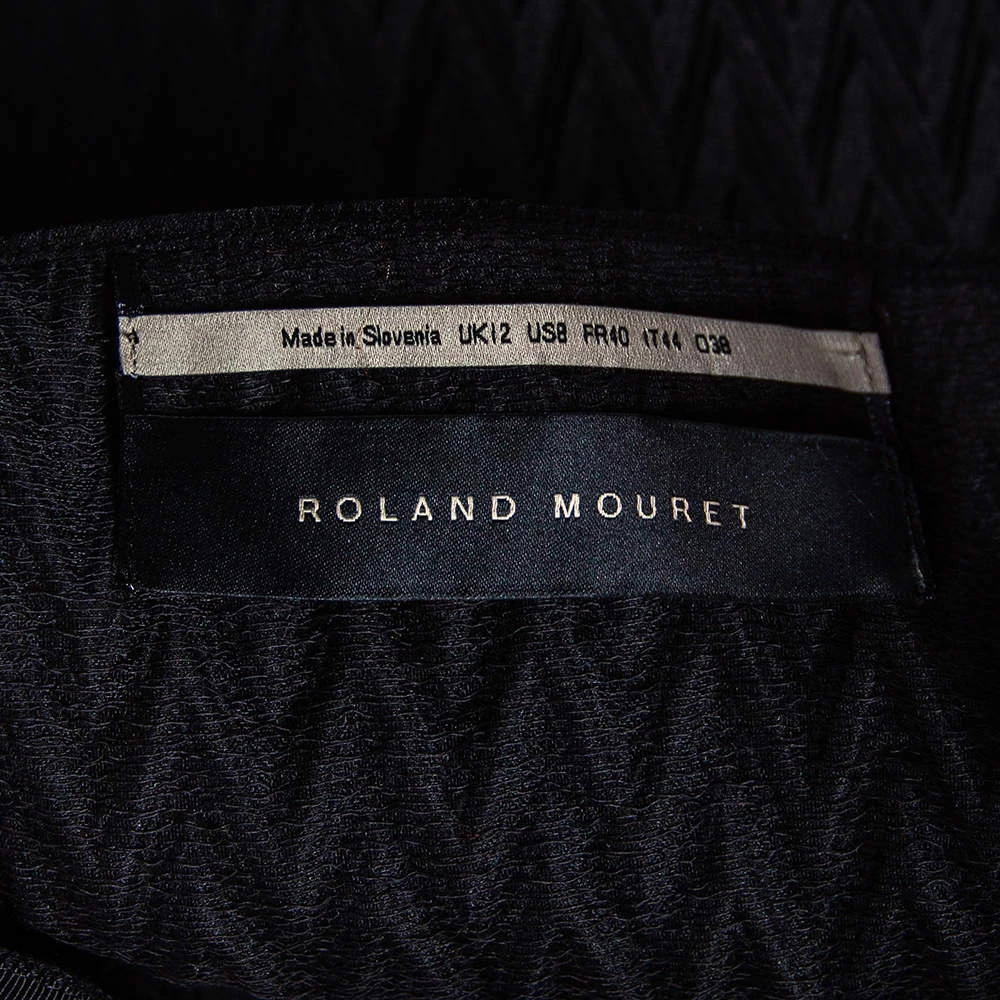 Made in Slovenia UK12 US8 FR40 IT44 D38
ROLAND MOURET